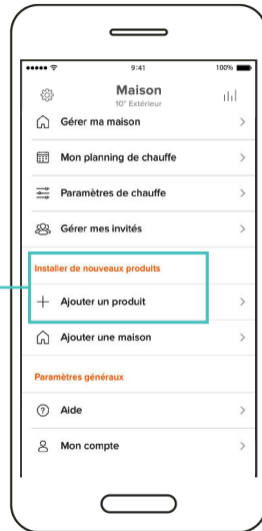 9:41
100%
Maison
10° Extérieur
Gérer ma maison
Mon planning de chauffe
Paramètres de chauffe
Gérer mes invités
Installer de nouveaux produits
Ajouter un produit
Ajouter une maison
Paramètres généraux
Aide
Mon compte